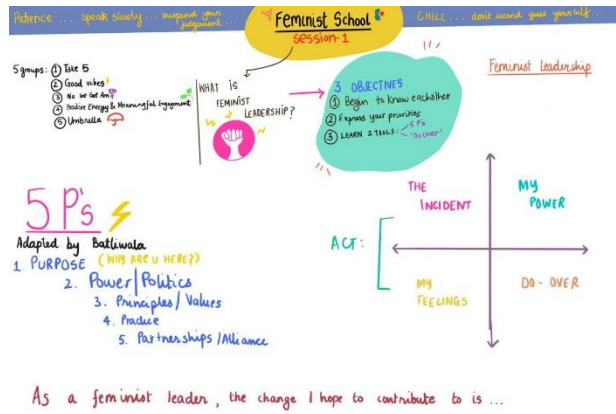 Patience ... speak slowly ... suspend your judgement ...
Feminist School
session-1
CHILL ... don't second guess yourself...
5 groups: ① Take 5
② Good vibes
③ No be Get Am
④ Positive Energy & Meaningful Engagement
⑤ Umbrella
WHAT IS
FEMINIST
LEADERSHIP?
3 OBJECTIVES
① Begin to know eachother
② Express your priorities
③ LEARN 2 TOOLS:
5 P's
"Do Over"
Feminist Leadership
5 P's
Adapted by Batliwala
1. PURPOSE (WHY ARE U HERE?)
2. Power/Politics
3. Principles/Values
4. Practice
5. Partnerships/Alliance
ACT:
THE
INCIDENT
MY
POWER
MY
FEELINGS
DO-OVER
As a feminist leader, the change I hope to contribute to is ...